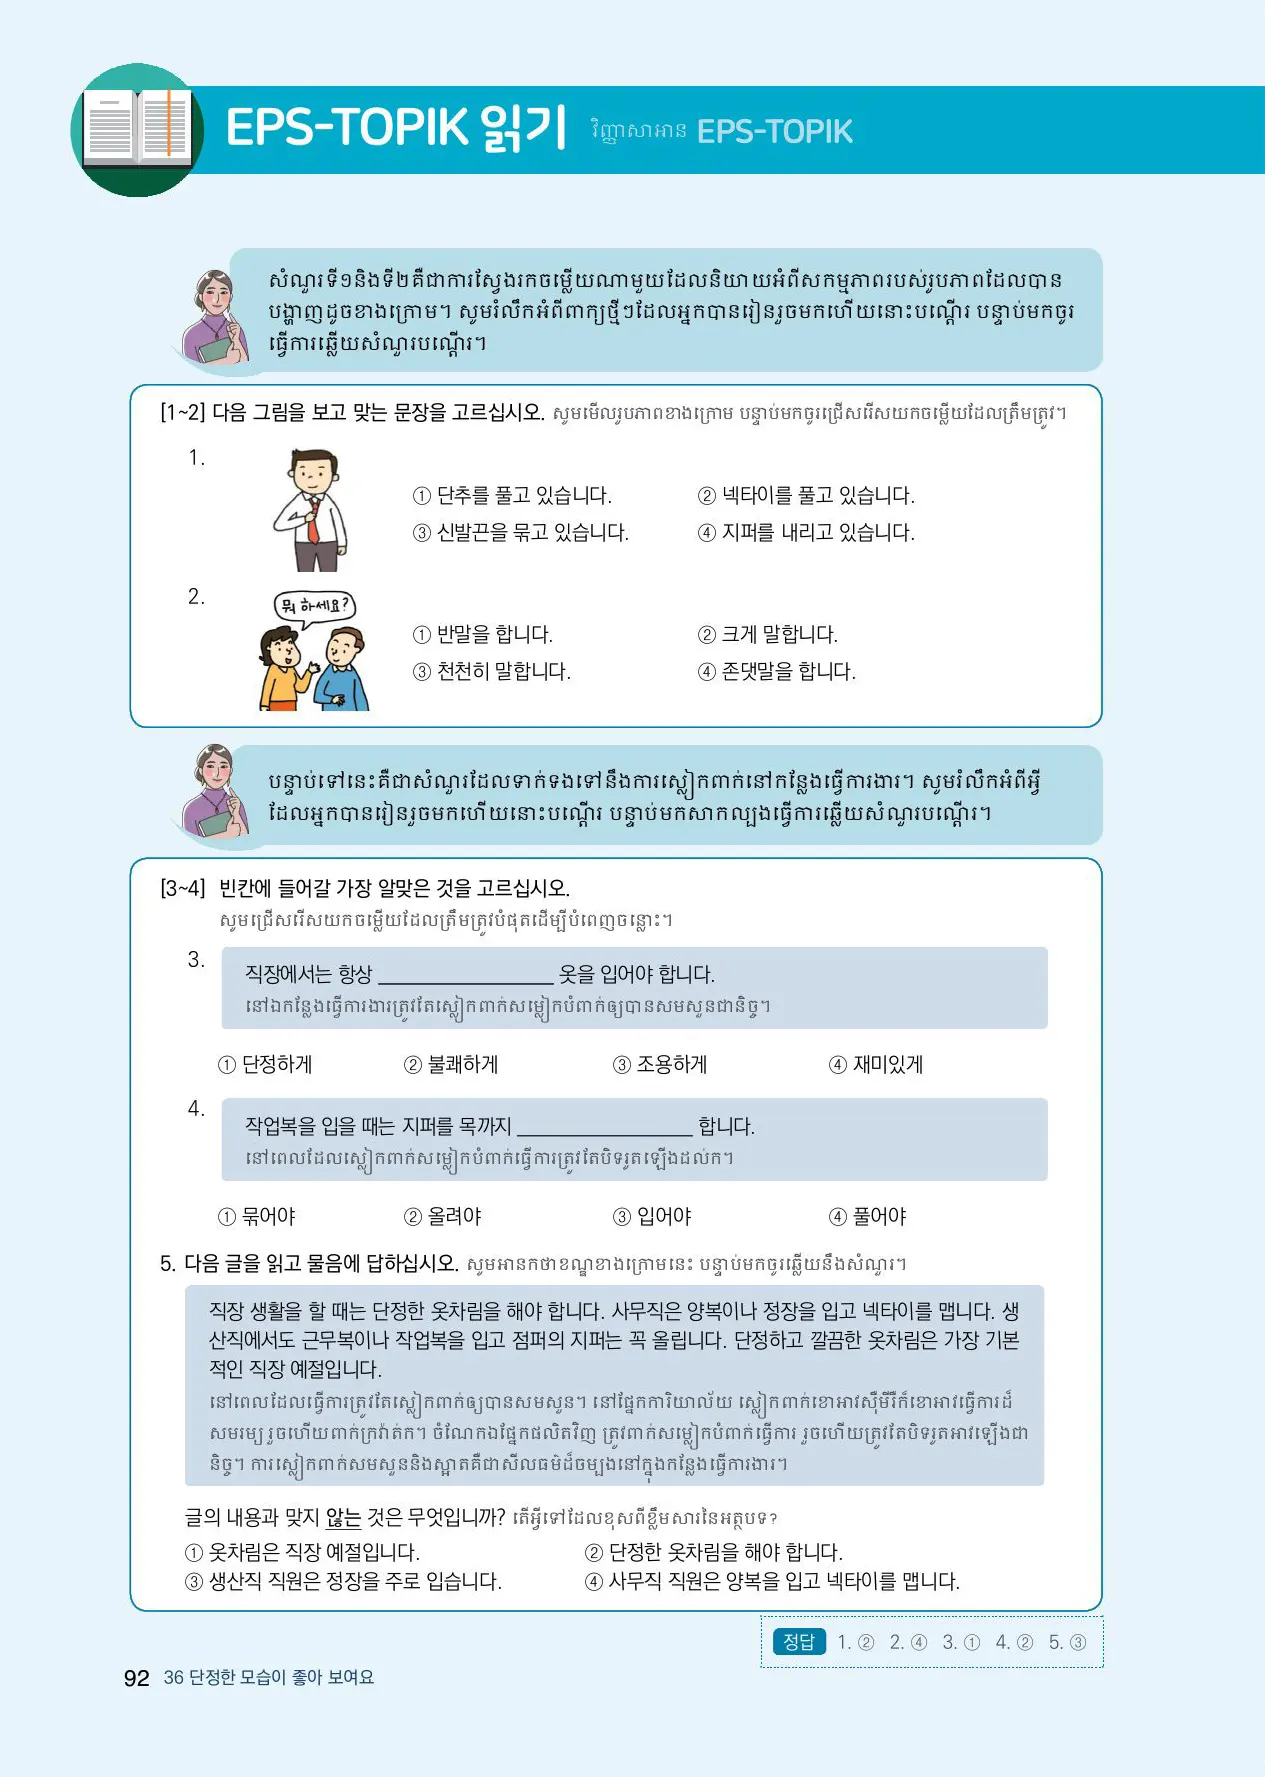 EPS-TOPIK 읽기 វិញ្ញាសាអាន EPS-TOPIK
សំណួរទី១និងទី២គឺជាការស្វែងរកចម្លើយណាមួយដែលនិយាយអំពីសកម្មភាពរបស់រូបភាពដែលបាន
បង្ហាញដូចខាងក្រោម។ សូមរំលឹកអំពីពាក្យថ្មីៗដែលអ្នកបានរៀនរួចមកហើយនោះបណ្តើរ បន្ទាប់មកចូរ
ធ្វើការឆ្លើយសំណួរបណ្តើរ។
[1~2] 다음 그림을 보고 맞는 문장을 고르십시오. សូមមើលរូបភាពខាងក្រោម បន្ទាប់មកចូរជ្រើសរើសយកចម្លើយដែលត្រឹមត្រូវ។
1.
① 단추를 풀고 있습니다. ② 넥타이를 풀고 있습니다.
③ 신발끈을 묶고 있습니다. ④ 지퍼를 내리고 있습니다.
2.
뭐 하세요?
① 반말을 합니다. ② 크게 말합니다.
③ 천천히 말합니다. ④ 존댓말을 합니다.
បន្ទាប់ទៅនេះគឺជាសំណួរដែលទាក់ទងទៅនឹងការស្លៀកពាក់នៅកន្លែងធ្វើការងារ។ សូមរំលឹកអំពីអ្វី
ដែលអ្នកបានរៀនរួចមកហើយនោះបណ្តើរ បន្ទាប់មកសាកល្បងធ្វើការឆ្លើយសំណួរបណ្តើរ។
[3~4] 빈칸에 들어갈 가장 알맞은 것을 고르십시오.
សូមជ្រើសរើសយកចម្លើយដែលត្រឹមត្រូវបំផុតដើម្បីបំពេញចន្លោះ។
3.
직장에서는 항상 ________________ 옷을 입어야 합니다.
នៅឯកន្លែងធ្វើការងារត្រូវតែស្លៀកពាក់សម្លៀកបំពាក់ឲ្យបានសមសួនជានិច្ច។
① 단정하게 ② 불쾌하게 ③ 조용하게 ④ 재미있게
4.
작업복을 입을 때는 지퍼를 목까지 ________________ 합니다.
នៅពេលដែលស្លៀកពាក់សម្លៀកបំពាក់ធ្វើការត្រូវតែបិទរូតឡើងដល់ក។
① 묶어야 ② 올려야 ③ 입어야 ④ 풀어야
5. 다음 글을 읽고 물음에 답하십시오. សូមអានកថាខណ្ឌខាងក្រោមនេះ បន្ទាប់មកចូរឆ្លើយនឹងសំណួរ។
직장 생활을 할 때는 단정한 옷차림을 해야 합니다. 사무직은 양복이나 정장을 입고 넥타이를 맵니다. 생
산직에서도 근무복이나 작업복을 입고 점퍼의 지퍼는 꼭 올립니다. 단정하고 깔끔한 옷차림은 가장 기본
적인 직장 예절입니다.
នៅពេលដែលធ្វើការត្រូវតែស្លៀកពាក់ឲ្យបានសមសួន។ នៅផ្នែកការិយាល័យ ស្លៀកពាក់ខោអាវស៊ឺមីរឺក៏ខោអាវធ្វើការដ៏
សមរម្យ រួចហើយពាក់ក្រវ៉ាត់ក។ ចំណែកឯផ្នែកផលិតវិញ ត្រូវពាក់សម្លៀកបំពាក់ធ្វើការ រួចហើយត្រូវតែបិទរូតអាវឡើងជា
និច្ច។ ការស្លៀកពាក់សមសួននិងស្អាតគឺជាសីលធម៌ដ៏ចម្បងនៅក្នុងកន្លែងធ្វើការងារ។
글의 내용과 맞지 않는 것은 무엇입니까? តើអ្វីទៅដែលខុសពីខ្លឹមសារនៃអត្ថបទ?
① 옷차림은 직장 예절입니다. ② 단정한 옷차림을 해야 합니다.
③ 생산직 직원은 정장을 주로 입습니다. ④ 사무직 직원은 양복을 입고 넥타이를 맵니다.
정답 1. ② 2. ④ 3. ① 4. ② 5. ③
92 36 단정한 모습이 좋아 보여요